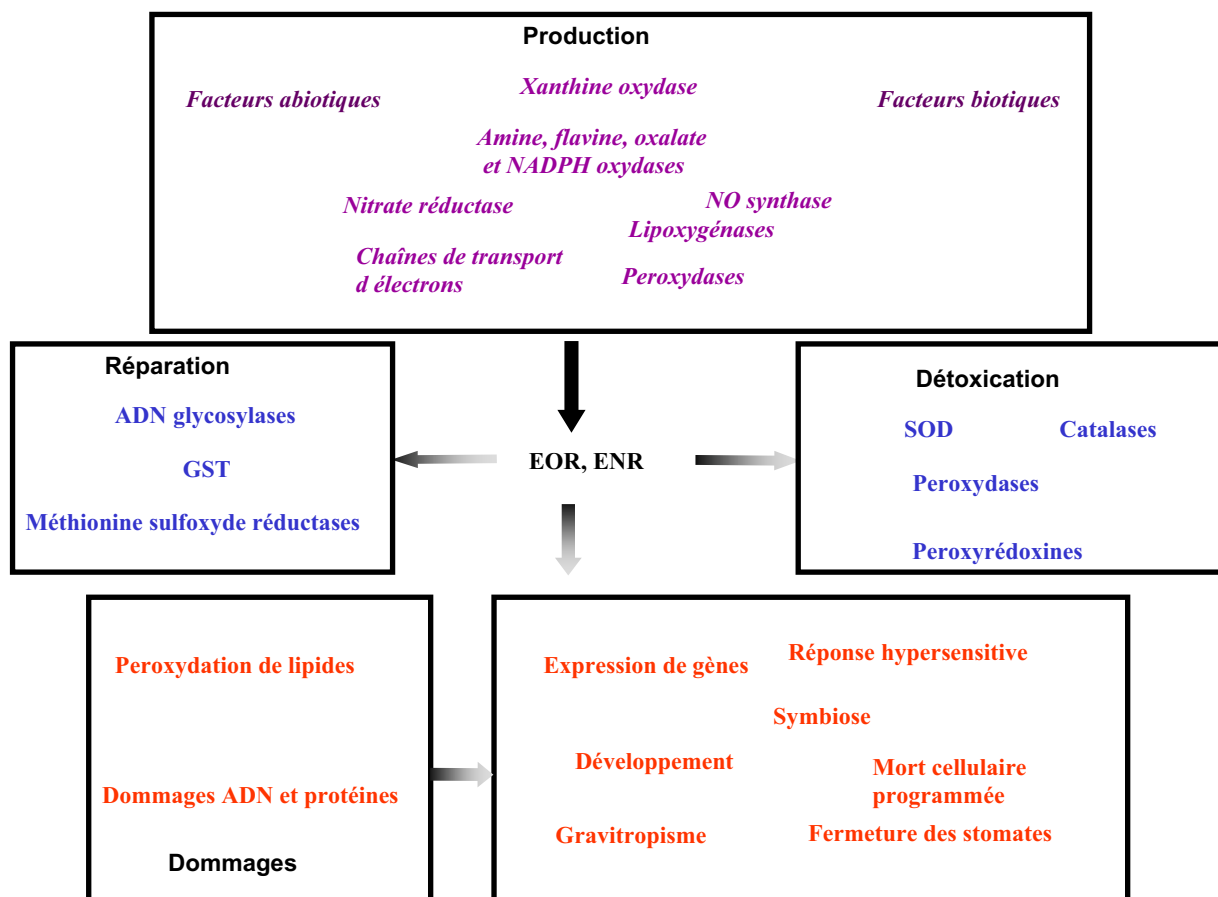 Production
Xanthine oxydase
Facteurs abiotiques
Facteurs biotiques
Amine, flavine, oxalate
et NADPH oxydases
Nitrate réductase
NO synthase
Lipoxygénases
Chaînes de transport
d électrons
Peroxydases
Réparation
ADN glycosylases
GST
Méthionine sulfoxyde réductases
EOR, ENR
Détoxication
SOD
Catalases
Peroxydases
Peroxyrédoxines
Peroxydation de lipides
Dommages ADN et protéines
Dommages
Expression de gènes
Réponse hypersensitive
Symbiose
Développement
Mort cellulaire
programmée
Gravitropisme
Fermeture des stomates